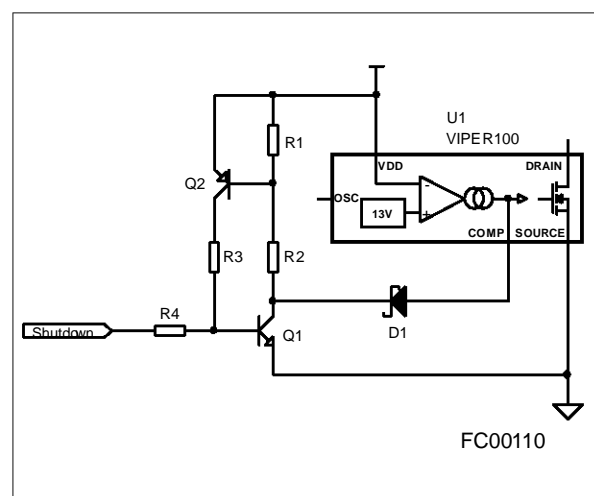 U1
VIPER100
R1
VDD
DRAIN
Q2
OSC
-
13V
+
COMP
SOURCE
R3
R2
R4
Shutdown
Q1
D1
FC00110